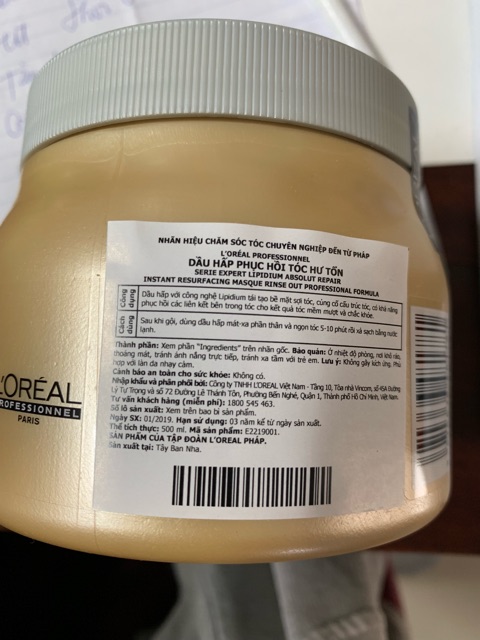 NHÃN HIỆU CHĂM SÓC TÓC CHUYÊN NGHIỆP ĐẾN TỪ PHÁP
L'ORÉAL PROFESSIONNEL
DẦU HẤP PHỤC HỒI TÓC HƯ TỔN
SERIE EXPERT LIPIDIUM ABSOLUT REPAIR
INSTANT RESURFACING MASQUE RINSE OUT PROFESSIONAL FORMULA
Công dụng
Dầu hấp với công nghệ Lipidium tái tạo bề mặt sợi tóc, củng cố cấu trúc tóc, có khả năng
phục hồi các liên kết bên trong tóc cho kết quả tóc mềm mượt và chắc khỏe.
Cách dùng
Sau khi gội, dùng dầu hấp mát-xa phần thân và ngọn tóc 5-10 phút rồi xả sạch bằng nước
lạnh.
Thành phần: Xem phần "Ingredients" trên nhãn gốc. Bảo quản: Ở nhiệt độ phòng, nơi khô ráo,
thoáng mát, tránh ánh nắng trực tiếp, tránh xa tầm với trẻ em. Lưu ý: Không gây kích ứng. Phù
hợp với làn da nhạy cảm.
Cảnh báo an toàn cho sức khỏe: Không có.
Nhập khẩu và phân phối bởi: Công ty TNHH L'OREAL Việt Nam - Tầng 10, Tòa nhà Vincom, số 45A Đường
Lý Tự Trọng và số 72 Đường Lê Thánh Tôn, Phường Bến Nghé, Quận 1, Thành phố Hồ Chí Minh, Việt Nam.
Tư vấn khách hàng (miễn phí): 1800 545 463.
Số lô sản xuất: Xem trên bao bì sản phẩm.
Ngày SX: 01/2019. Hạn sử dụng: 03 năm kể từ ngày sản xuất.
Thể tích thực: 500 ml. Mã sản phẩm: E2219001.
SẢN PHẨM CỦA TẬP ĐOÀN L'OREAL PHÁP.
Sản xuất tại: Tây Ban Nha.
L'ORÉAL
PROFESSIONNEL
PARIS